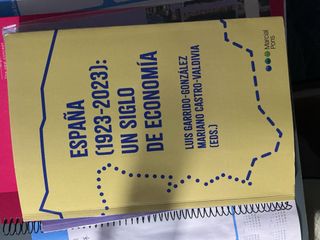 ESPAÑA
(1923-2023):
UN SIGLO
DE ECONOMÍA
LUIS GARRIDO-GONZÁLEZ
MARIANO CASTRO-VALDIVIA
(EDS.)
Marcial
Pons